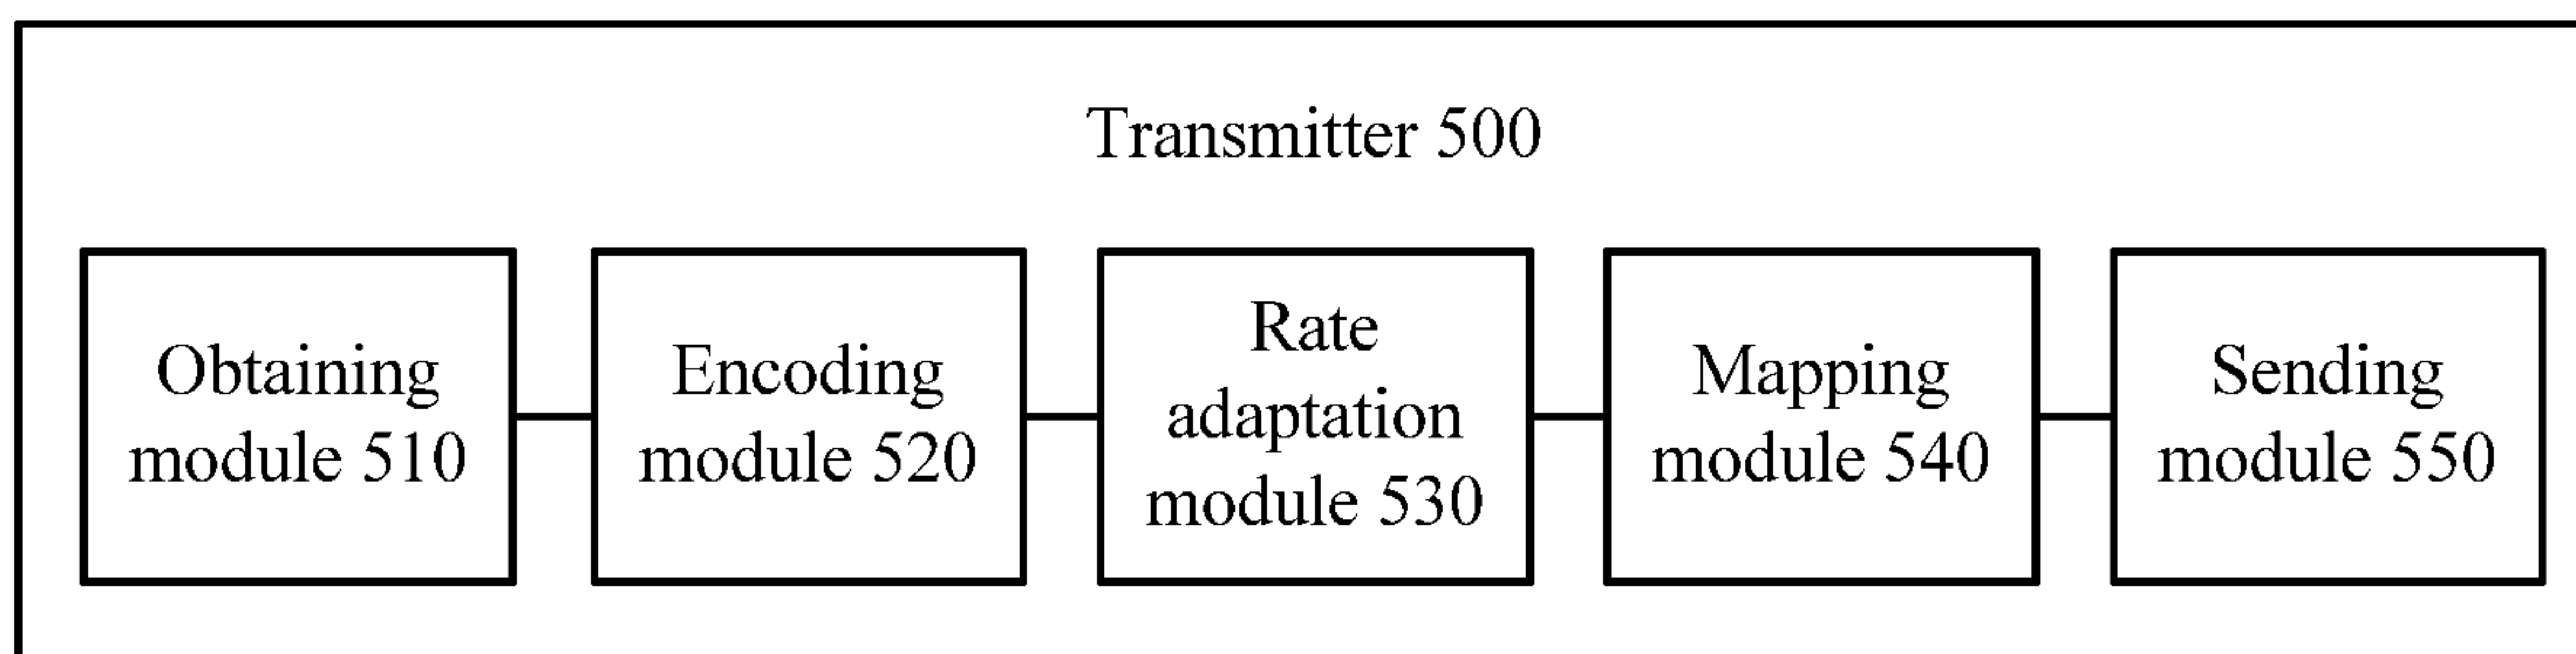 Transmitter 500
Obtaining
module 510
Encoding
module 520
Rate
adaptation
module 530
Mapping
module 540
Sending
module 550